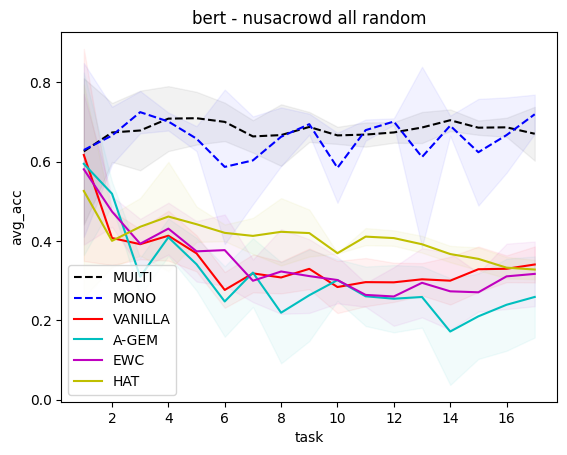 bert - nusacrowd all random
avg_acc
0.8
0.6
0.4
0.2
0.0
MULTI
MONO
VANILLA
A-GEM
EWC
HAT
2 4 6 8 10 12 14 16
task